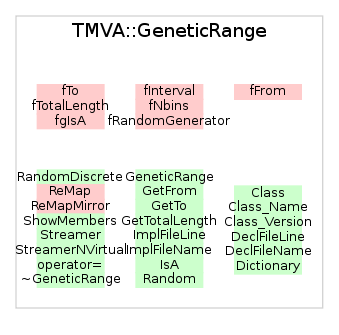 TMVA::GeneticRange
fTo
fTotalLength
fgIsA
fInterval
fNbins
fRandomGenerator
fFrom
RandomDiscrete
ReMap
ReMapMirror
ShowMembers
Streamer
StreamerNVirtual
operator=
~GeneticRange
GeneticRange
GetFrom
GetTo
GetTotalLength
ImplFileLine
ImplFileName
IsA
Random
Class
Class_Name
Class_Version
DeclFileLine
DeclFileName
Dictionary